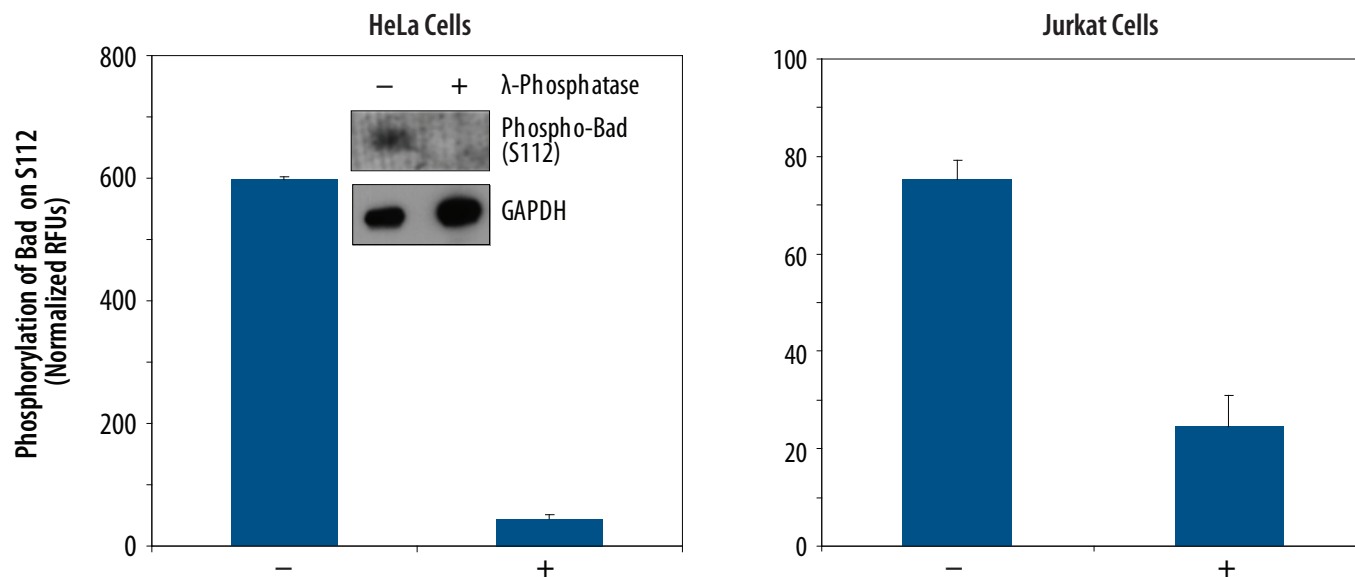 HeLa Cells
Jurkat Cells
Phosphorylation of Bad on S112
(Normalized RFUs)
800
600
400
200
0
− + λ-Phosphatase
Phospho-Bad
(S112)
GAPDH
− +
100
80
60
40
20
0
− +